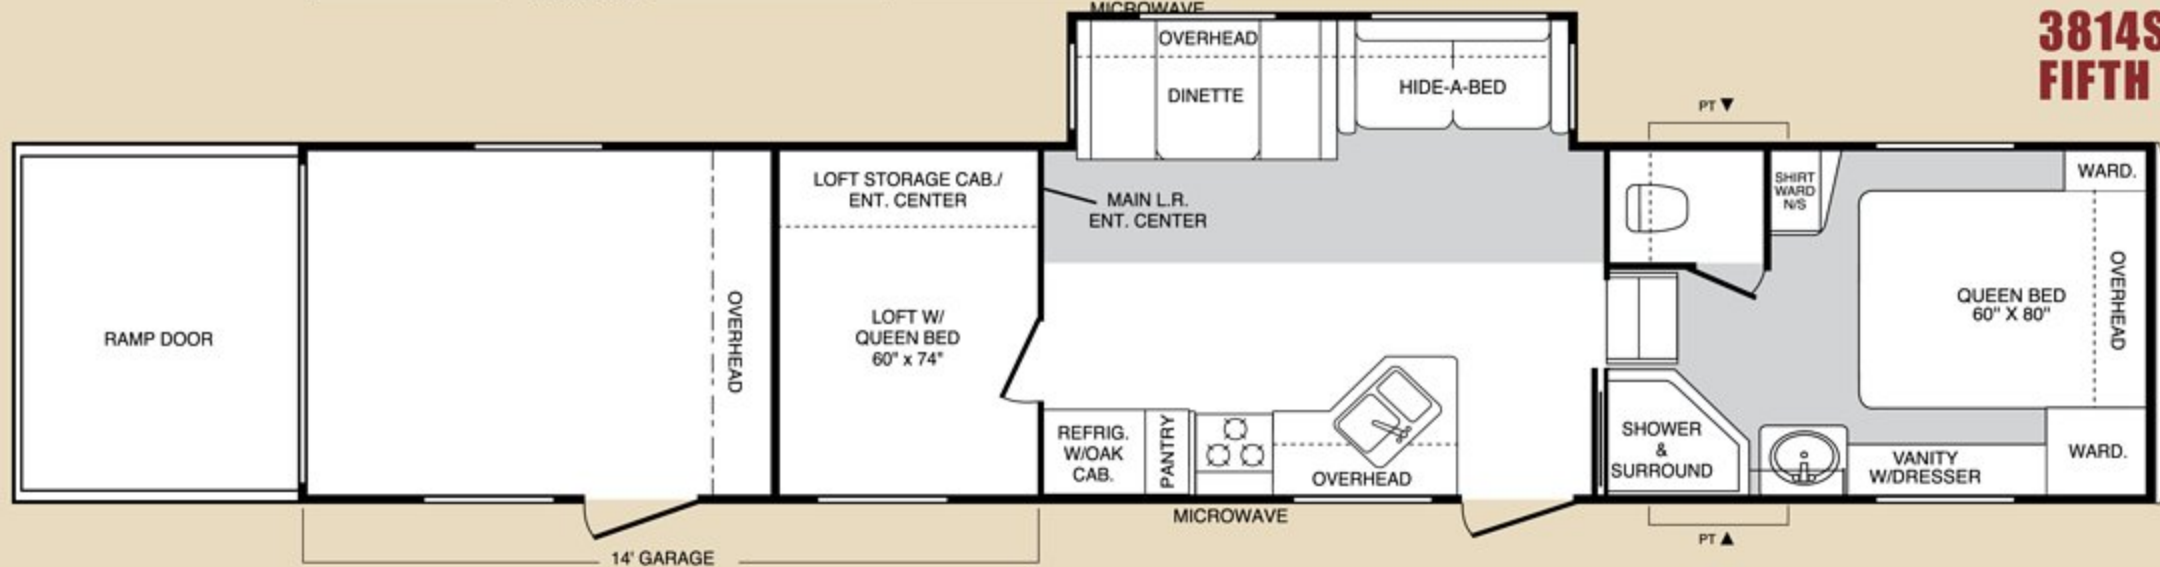 MICROWAVE
3814S
FIFTH
OVERHEAD
DINETTE
HIDE-A-BED
PT ▼
LOFT STORAGE CAB./
ENT. CENTER
MAIN L.R.
ENT. CENTER
SHIRT
WARD
N/S
WARD.
RAMP DOOR
OVERHEAD
LOFT W/
QUEEN BED
60" x 74"
QUEEN BED
60" X 80"
OVERHEAD
REFRIG.
W/OAK
CAB.
PANTRY
OVERHEAD
SHOWER
&
SURROUND
VANITY
W/DRESSER
WARD.
MICROWAVE
PT ▲
14' GARAGE